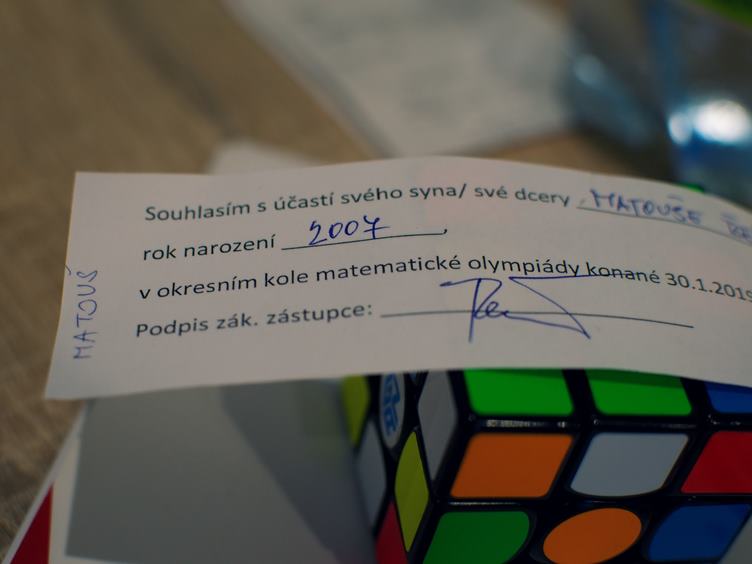 Souhlasím s účastí svého syna/ své dcery MATOUŠE
rok narození 2007,
v okresním kole matematické olympiády konané 30.1.2019
Podpis zák. zástupce:
MATOUŠ